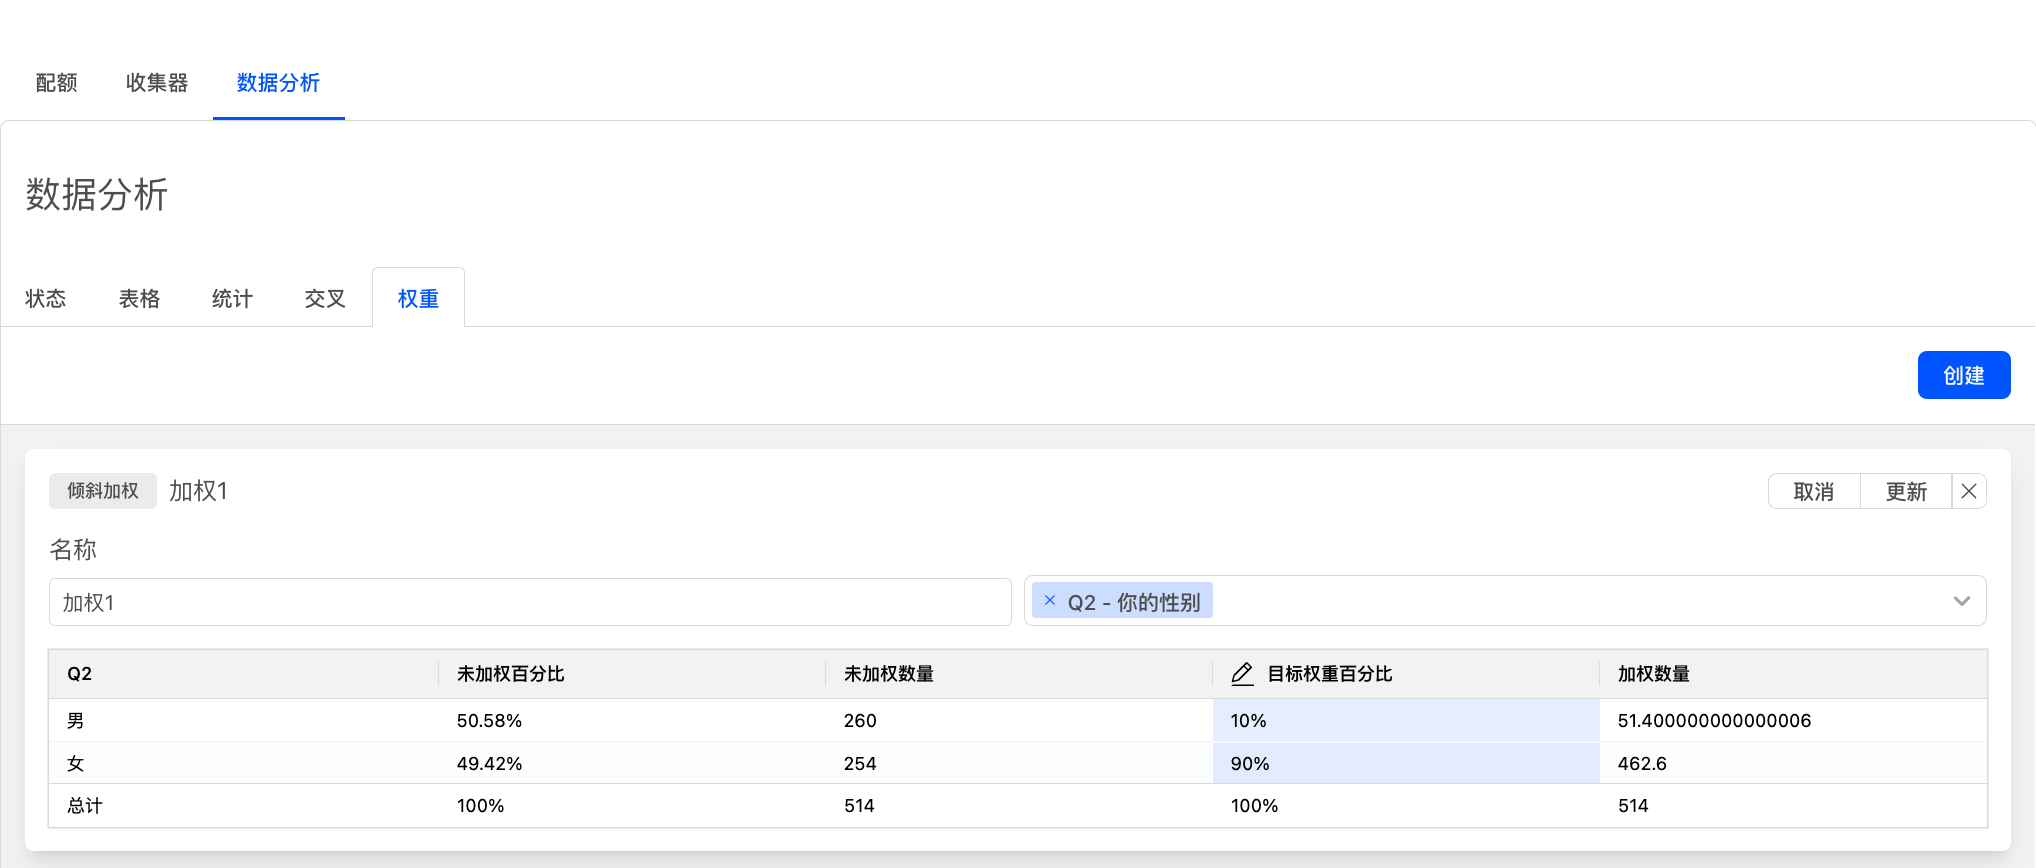 配额 收集器 数据分析
数据分析
状态 表格 统计 交叉 权重
创建
倾斜加权 加权1 取消 更新
名称
加权1 Q2 - 你的性别
Q2 未加权百分比 未加权数量 目标权重百分比 加权数量
男 50.58% 260 10% 51.400000000000006
女 49.42% 254 90% 462.6
总计 100% 514 100% 514